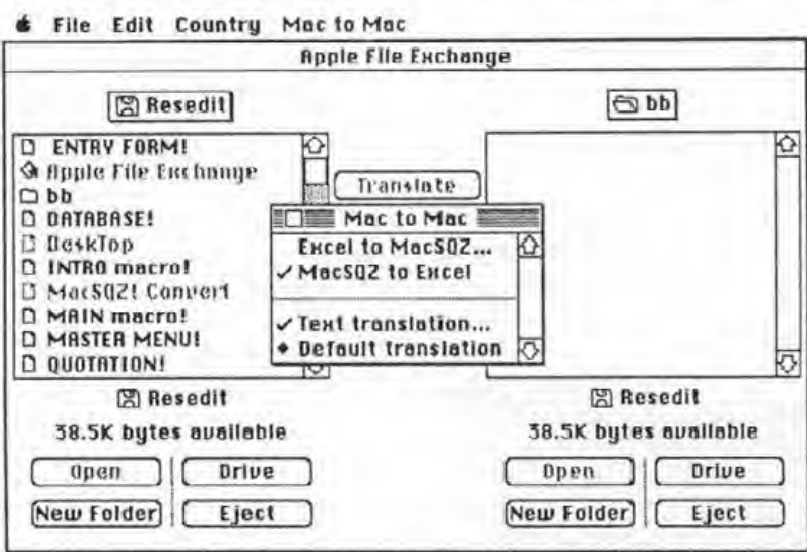 File Edit Country Mac to Mac
Apple File Exchange
Resedit
bb
ENTRY FORM!
Apple File Exchange
bb
DATABASE!
DeskTop
INTRO macro!
MacSQZ! Convert
MAIN macro!
MASTER MENU!
QUOTATION!
Translate
Mac to Mac
Excel to MacSQZ...
MacSQZ to Excel
Text translation...
Default translation
Resedit
38.5K bytes available
Open Drive
New Folder Eject
Resedit
38.5K bytes available
Open Drive
New Folder Eject